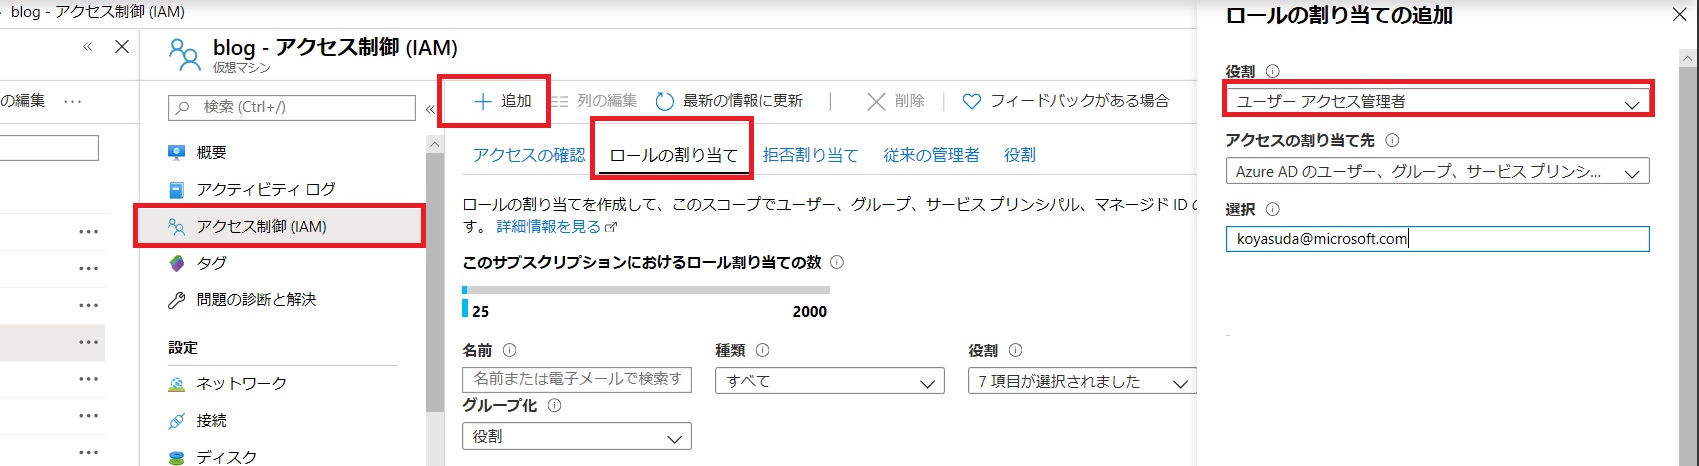 blog - アクセス制御 (IAM)
の編集
blog - アクセス制御 (IAM)
仮想マシン
検索 (Ctrl+/)
概要
アクティビティ ログ
アクセス制御 (IAM)
タグ
問題の診断と解決
設定
ネットワーク
接続
ディスク
追加
列の編集
最新の情報に更新
削除
フィードバックがある場合
アクセスの確認
ロールの割り当て
拒否割り当て
従来の管理者
役割
ロールの割り当てを作成して、このスコープでユーザー、グループ、サービス プリンシパル、マネージド ID の
す。 詳細情報を見る
このサブスクリプションにおけるロール割り当ての数
25
2000
名前
種類
役割
名前または電子メールで検索す
すべて
7 項目が選択されました
グループ化
役割
ロールの割り当ての追加
役割
ユーザー アクセス管理者
アクセスの割り当て先
Azure AD のユーザー、グループ、サービス プリンシ...
選択
koyasuda@microsoft.com